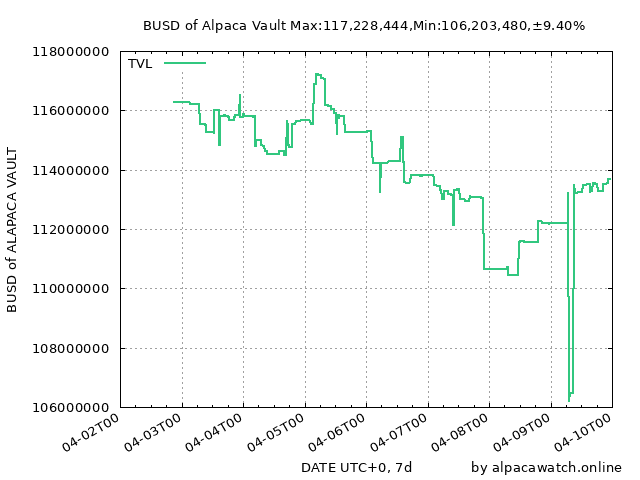 BUSD of Alpaca Vault Max:117,228,444,Min:106,203,480,±9.40%
TVL
118000000
116000000
114000000
112000000
110000000
108000000
106000000
BUSD of ALAPACA VAULT
04-02T00
04-03T00
04-04T00
04-05T00
04-06T00
04-07T00
04-08T00
04-09T00
04-10T00
DATE UTC+0, 7d
by alpacawatch.online